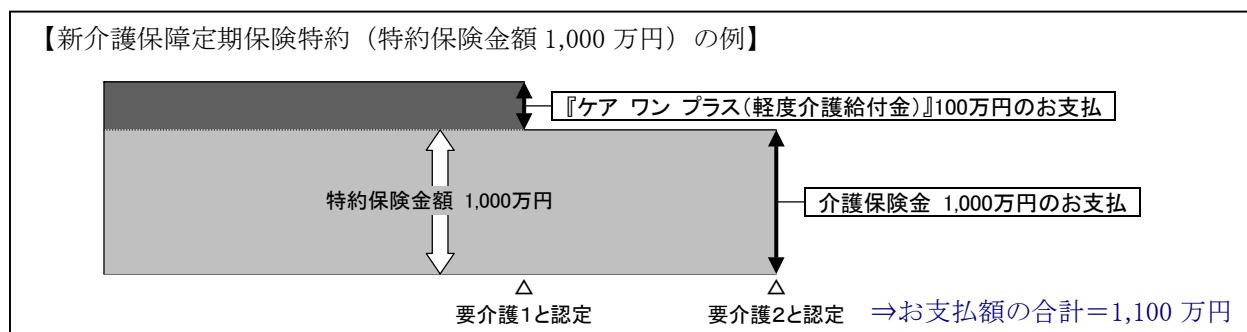 【新介護保障定期保険特約（特約保険金額 1,000 万円）の例】
『ケア ワン プラス(軽度介護給付金)』100万円のお支払
特約保険金額 1,000万円
介護保険金 1,000万円のお支払
△ △
要介護1と認定 要介護2と認定 ⇒お支払額の合計＝1,100 万円